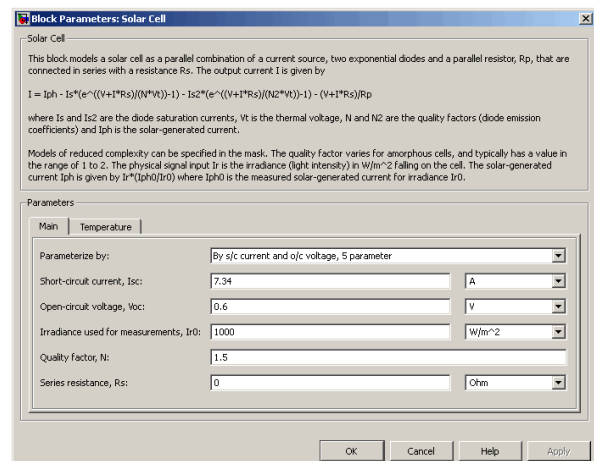 Block Parameters: Solar Cell
Solar Cell
This block models a solar cell as a parallel combination of a current source, two exponential diodes and a parallel resistor, Rp, that are
connected in series with a resistance Rs. The output current I is given by
I = Iph - Is*(e^((V+I*Rs)/(N*Vt))-1) - Is2*(e^((V+I*Rs)/(N2*Vt))-1) - (V+I*Rs)/Rp
where Is and Is2 are the diode saturation currents, Vt is the thermal voltage, N and N2 are the quality factors (diode emission
coefficients) and Iph is the solar-generated current.
Models of reduced complexity can be specified in the mask. The quality factor varies for amorphous cells, and typically has a value in
the range of 1 to 2. The physical signal input Ir is the irradiance (light intensity) in W/m^2 falling on the cell. The solar-generated
current Iph is given by Ir*(Iph0/Ir0) where Iph0 is the measured solar-generated current for irradiance Ir0.
Parameters
Main Temperature
Parameterize by: By s/c current and o/c voltage, 5 parameter
Short-circuit current, Isc: 7.34 A
Open-circuit voltage, Voc: 0.6 V
Irradiance used for measurements, Ir0: 1000 W/m^2
Quality factor, N: 1.5
Series resistance, Rs: 0 Ohm
OK Cancel Help Apply